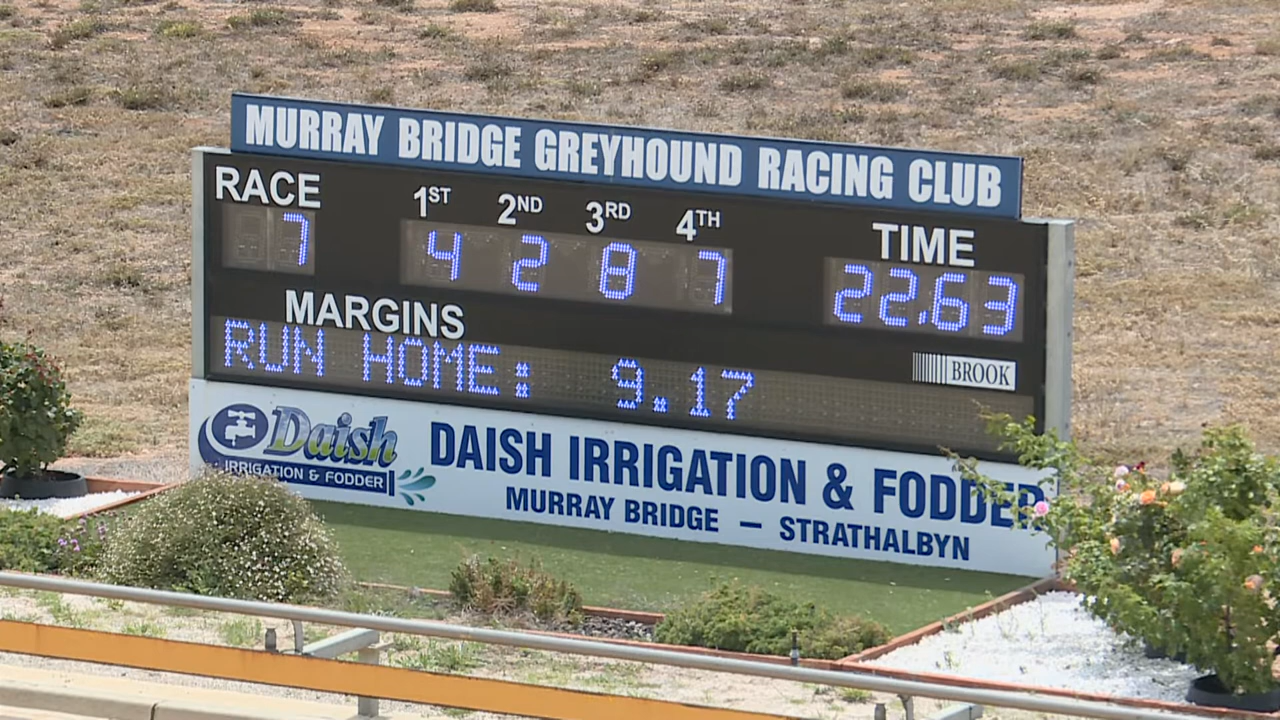 MURRAY BRIDGE GREYHOUND RACING CLUB
RACE 1ST 2ND 3RD 4TH TIME
7 4 2 8 7 22.63
MARGINS
RUN HOME: 9.17
BROOK
Daish
IRRIGATION & FODDER
DAISH IRRIGATION & FODDER
MURRAY BRIDGE – STRATHALBYN